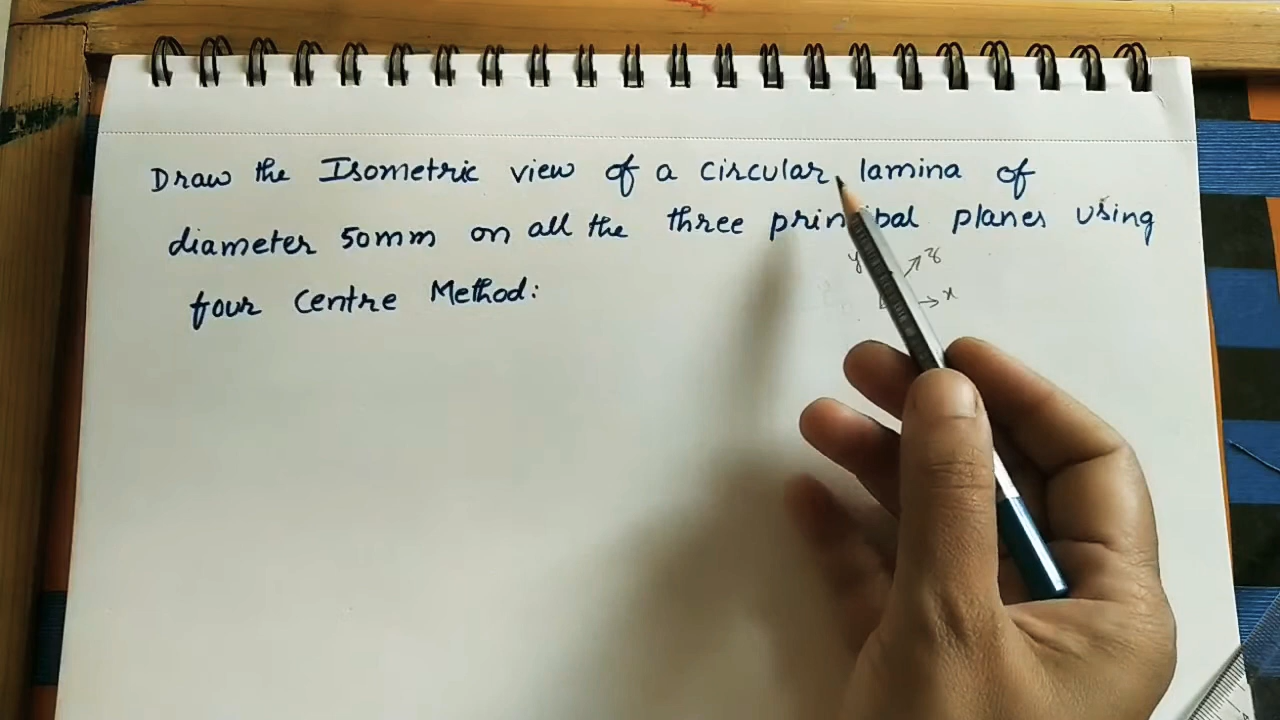 Draw the Isometric view of a circular lamina of
diameter 50mm on all the three principal planes using
four Centre Method:
y z
x